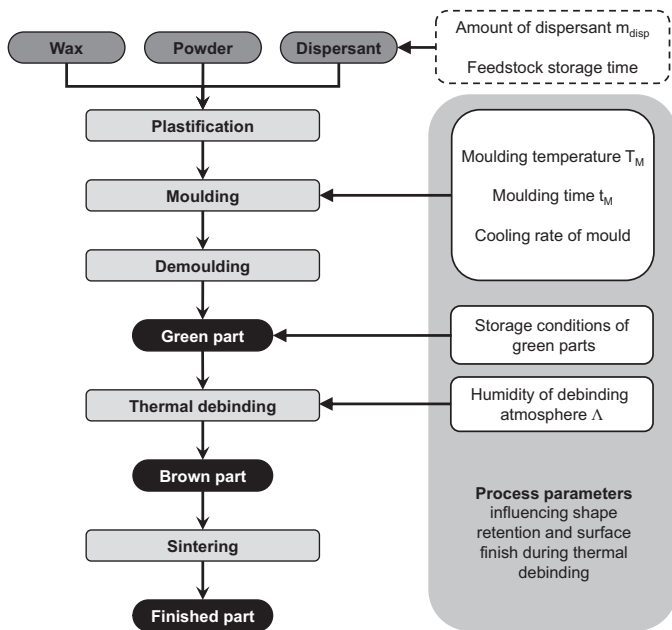 Wax
Powder
Dispersant
Amount of dispersant m_disp
Feedstock storage time
Plastification
Moulding
Moulding temperature T_M
Moulding time t_M
Cooling rate of mould
Demoulding
Green part
Storage conditions of
green parts
Thermal debinding
Humidity of debinding
atmosphere Λ
Brown part
Process parameters
influencing shape
retention and surface
finish during thermal
debinding
Sintering
Finished part